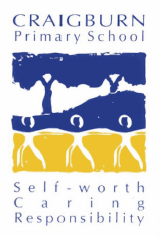 CRAIGBURN
Primary School
Self-worth
Caring
Responsibility